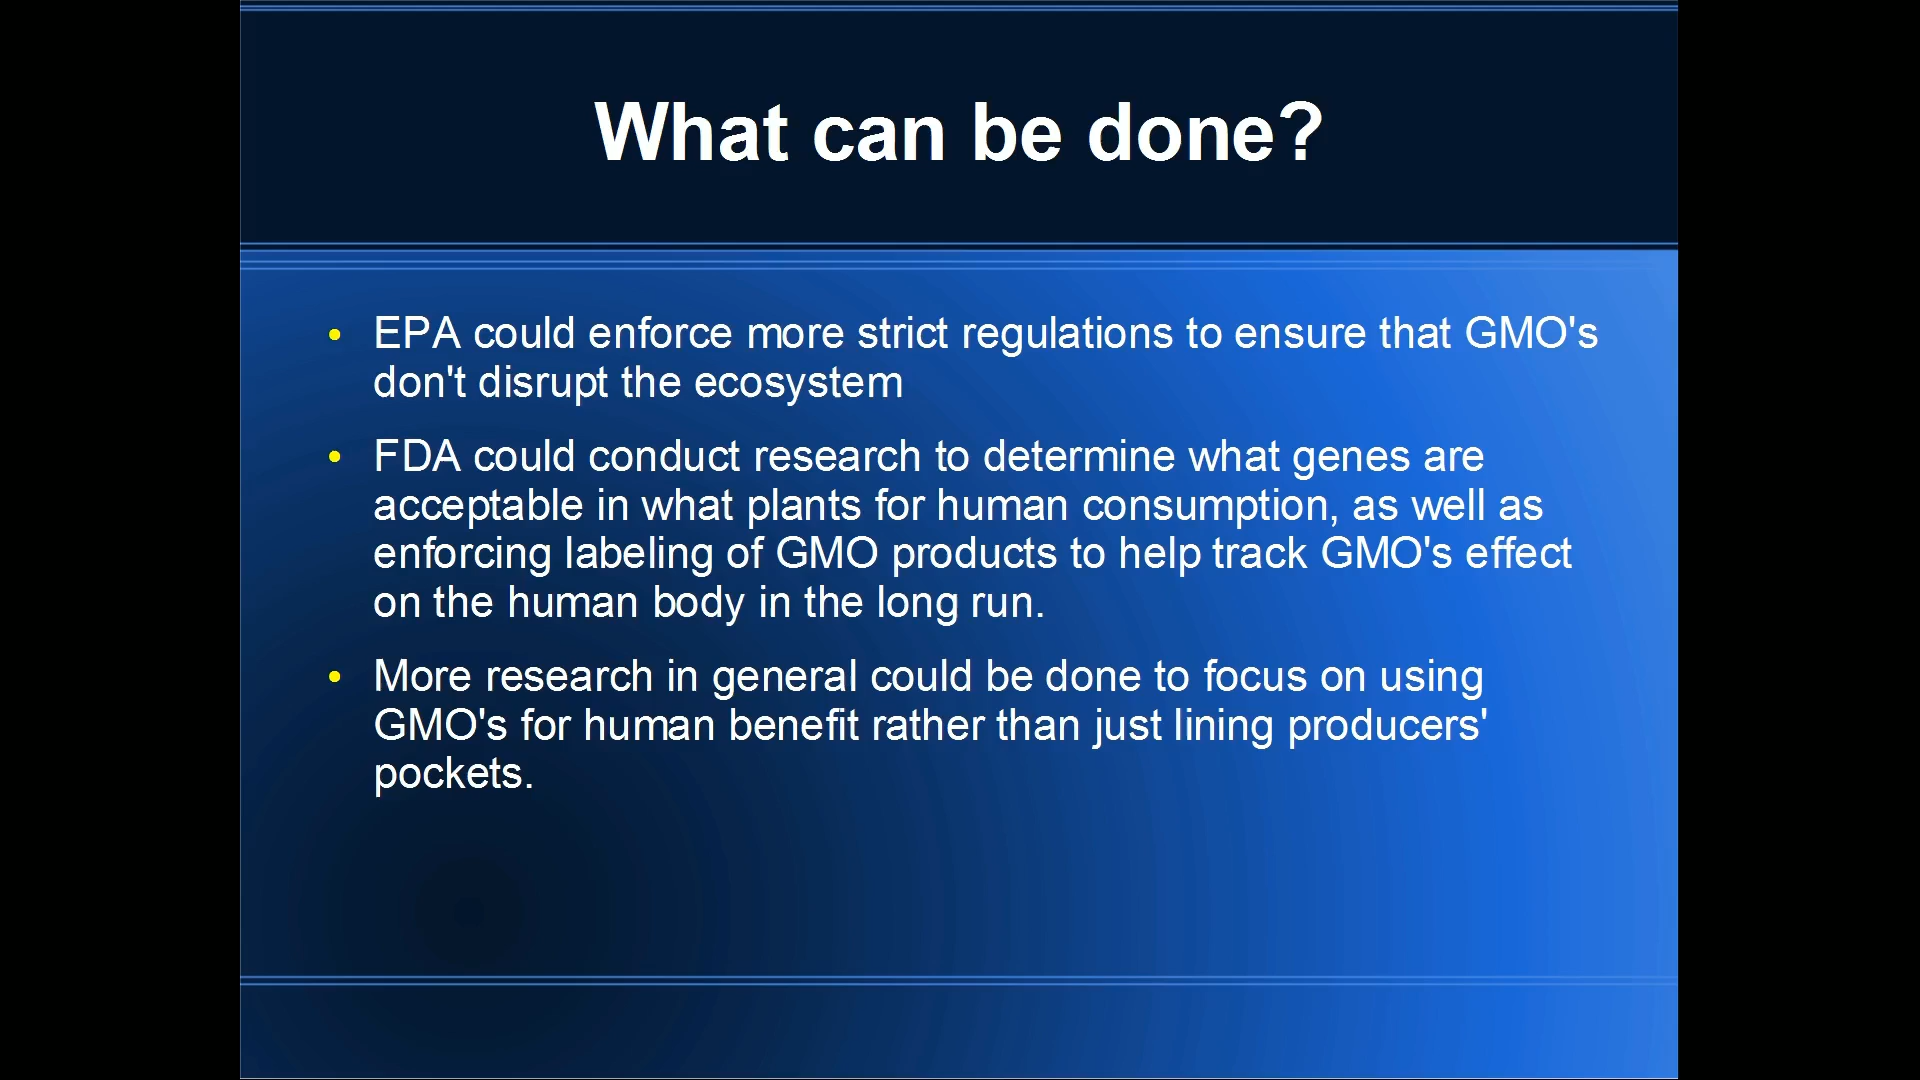 What can be done?
• EPA could enforce more strict regulations to ensure that GMO's
don't disrupt the ecosystem
• FDA could conduct research to determine what genes are
acceptable in what plants for human consumption, as well as
enforcing labeling of GMO products to help track GMO's effect
on the human body in the long run.
• More research in general could be done to focus on using
GMO's for human benefit rather than just lining producers'
pockets.